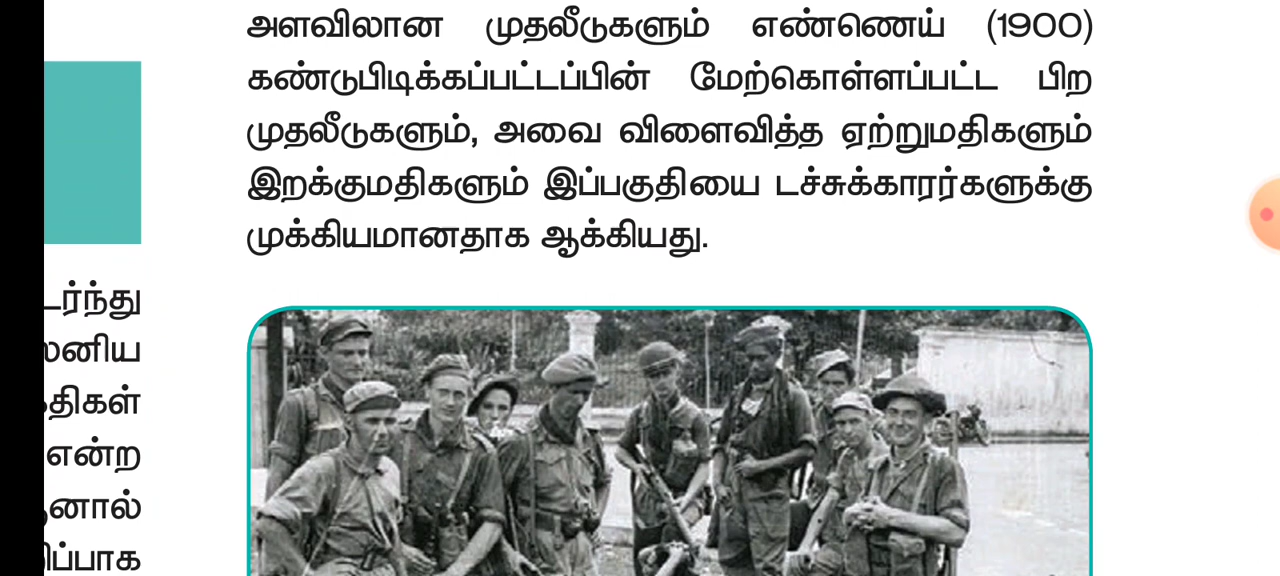 அளவிலான முதலீடுகளும் எண்ணெய் (1900)
கண்டுபிடிக்கப்பட்டப்பின் மேற்கொள்ளப்பட்ட பிற
முதலீடுகளும், அவை விளைவித்த ஏற்றுமதிகளும்
இறக்குமதிகளும் இப்பகுதியை டச்சுக்காரர்களுக்கு
முக்கியமானதாக ஆக்கியது.
என்ற